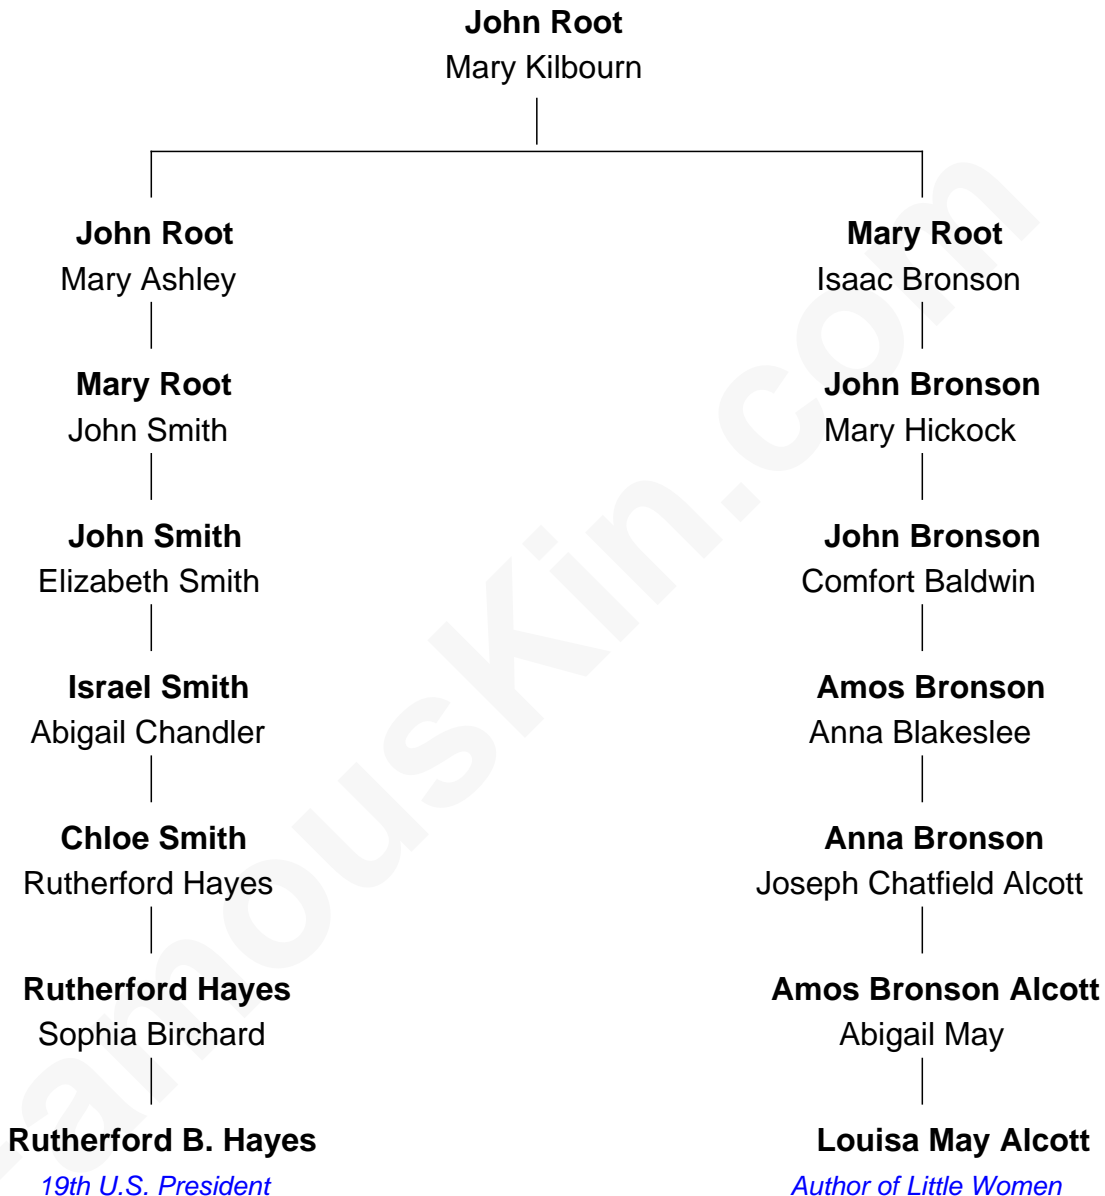 John Root
Mary Kilbourn
John Root
Mary Ashley
Mary Root
Isaac Bronson
Mary Root
John Smith
John Bronson
Mary Hickock
John Smith
Elizabeth Smith
John Bronson
Comfort Baldwin
Israel Smith
Abigail Chandler
Amos Bronson
Anna Blakeslee
Chloe Smith
Rutherford Hayes
Anna Bronson
Joseph Chatfield Alcott
Rutherford Hayes
Sophia Birchard
Amos Bronson Alcott
Abigail May
Rutherford B. Hayes
19th U.S. President
Louisa May Alcott
Author of Little Women
FamousKin.com